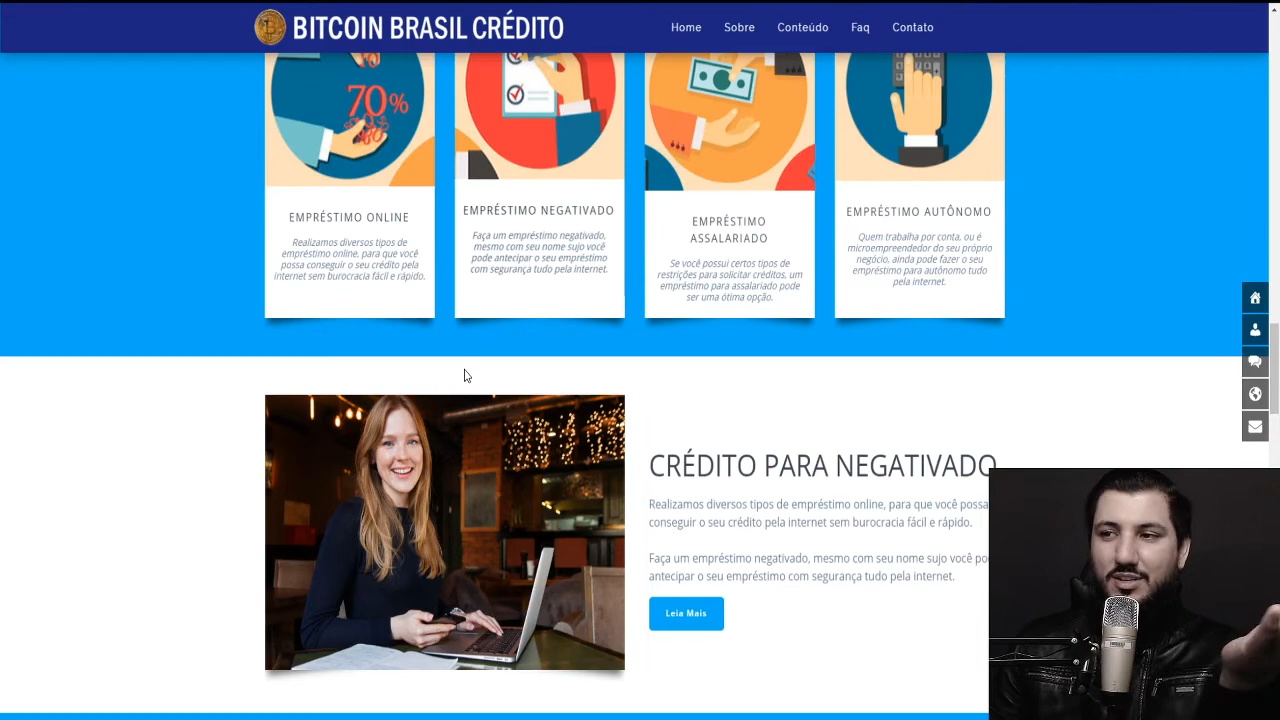 BITCOIN BRASIL CRÉDITO
Home Sobre Conteúdo Faq Contato
70%
EMPRÉSTIMO ONLINE
Realizamos diversos tipos de
empréstimo online, para que você
possa conseguir o seu crédito pela
internet sem burocracia fácil e rápido.
EMPRÉSTIMO NEGATIVADO
Faça um empréstimo negativado,
mesmo com seu nome sujo você
pode antecipar o seu empréstimo
com segurança tudo pela internet.
EMPRÉSTIMO
ASSALARIADO
Se você possui certos tipos de
restrições para solicitar créditos, um
empréstimo para assalariado pode
ser uma ótima opção.
EMPRÉSTIMO AUTÔNOMO
Quem trabalha por conta, ou é
microempreendedor do seu próprio
negócio, ainda pode fazer o seu
empréstimo para autônomo tudo
pela internet.
CRÉDITO PARA NEGATIVADO
Realizamos diversos tipos de empréstimo online, para que você possa
conseguir o seu crédito pela internet sem burocracia fácil e rápido.
Faça um empréstimo negativado, mesmo com seu nome sujo você
antecipar o seu empréstimo com segurança tudo pela internet.
Leia Mais